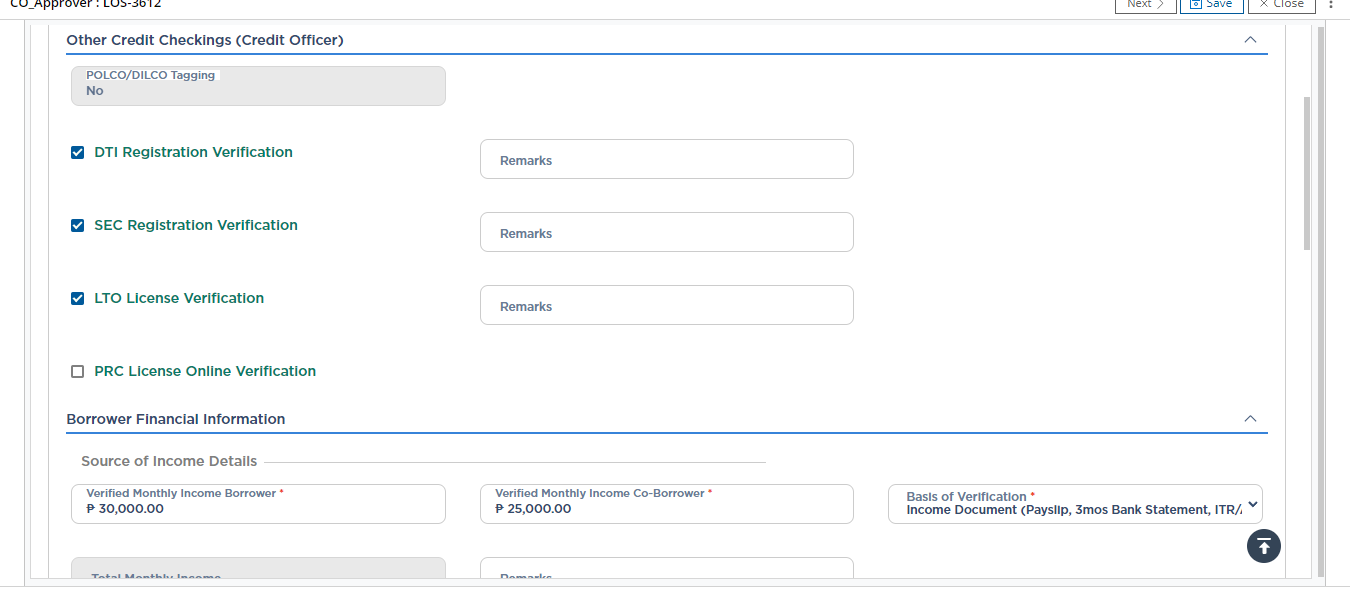 CO_Approver : LOS-3612
Next
Save
Close
Other Credit Checkings (Credit Officer)
POLCO/DILCO Tagging
No
DTI Registration Verification
Remarks
SEC Registration Verification
Remarks
LTO License Verification
Remarks
PRC License Online Verification
Borrower Financial Information
Source of Income Details
Verified Monthly Income Borrower *
₱ 30,000.00
Verified Monthly Income Co-Borrower *
₱ 25,000.00
Basis of Verification *
Income Document (Payslip, 3mos Bank Statement, ITR/
Total Monthly Income
Remarks